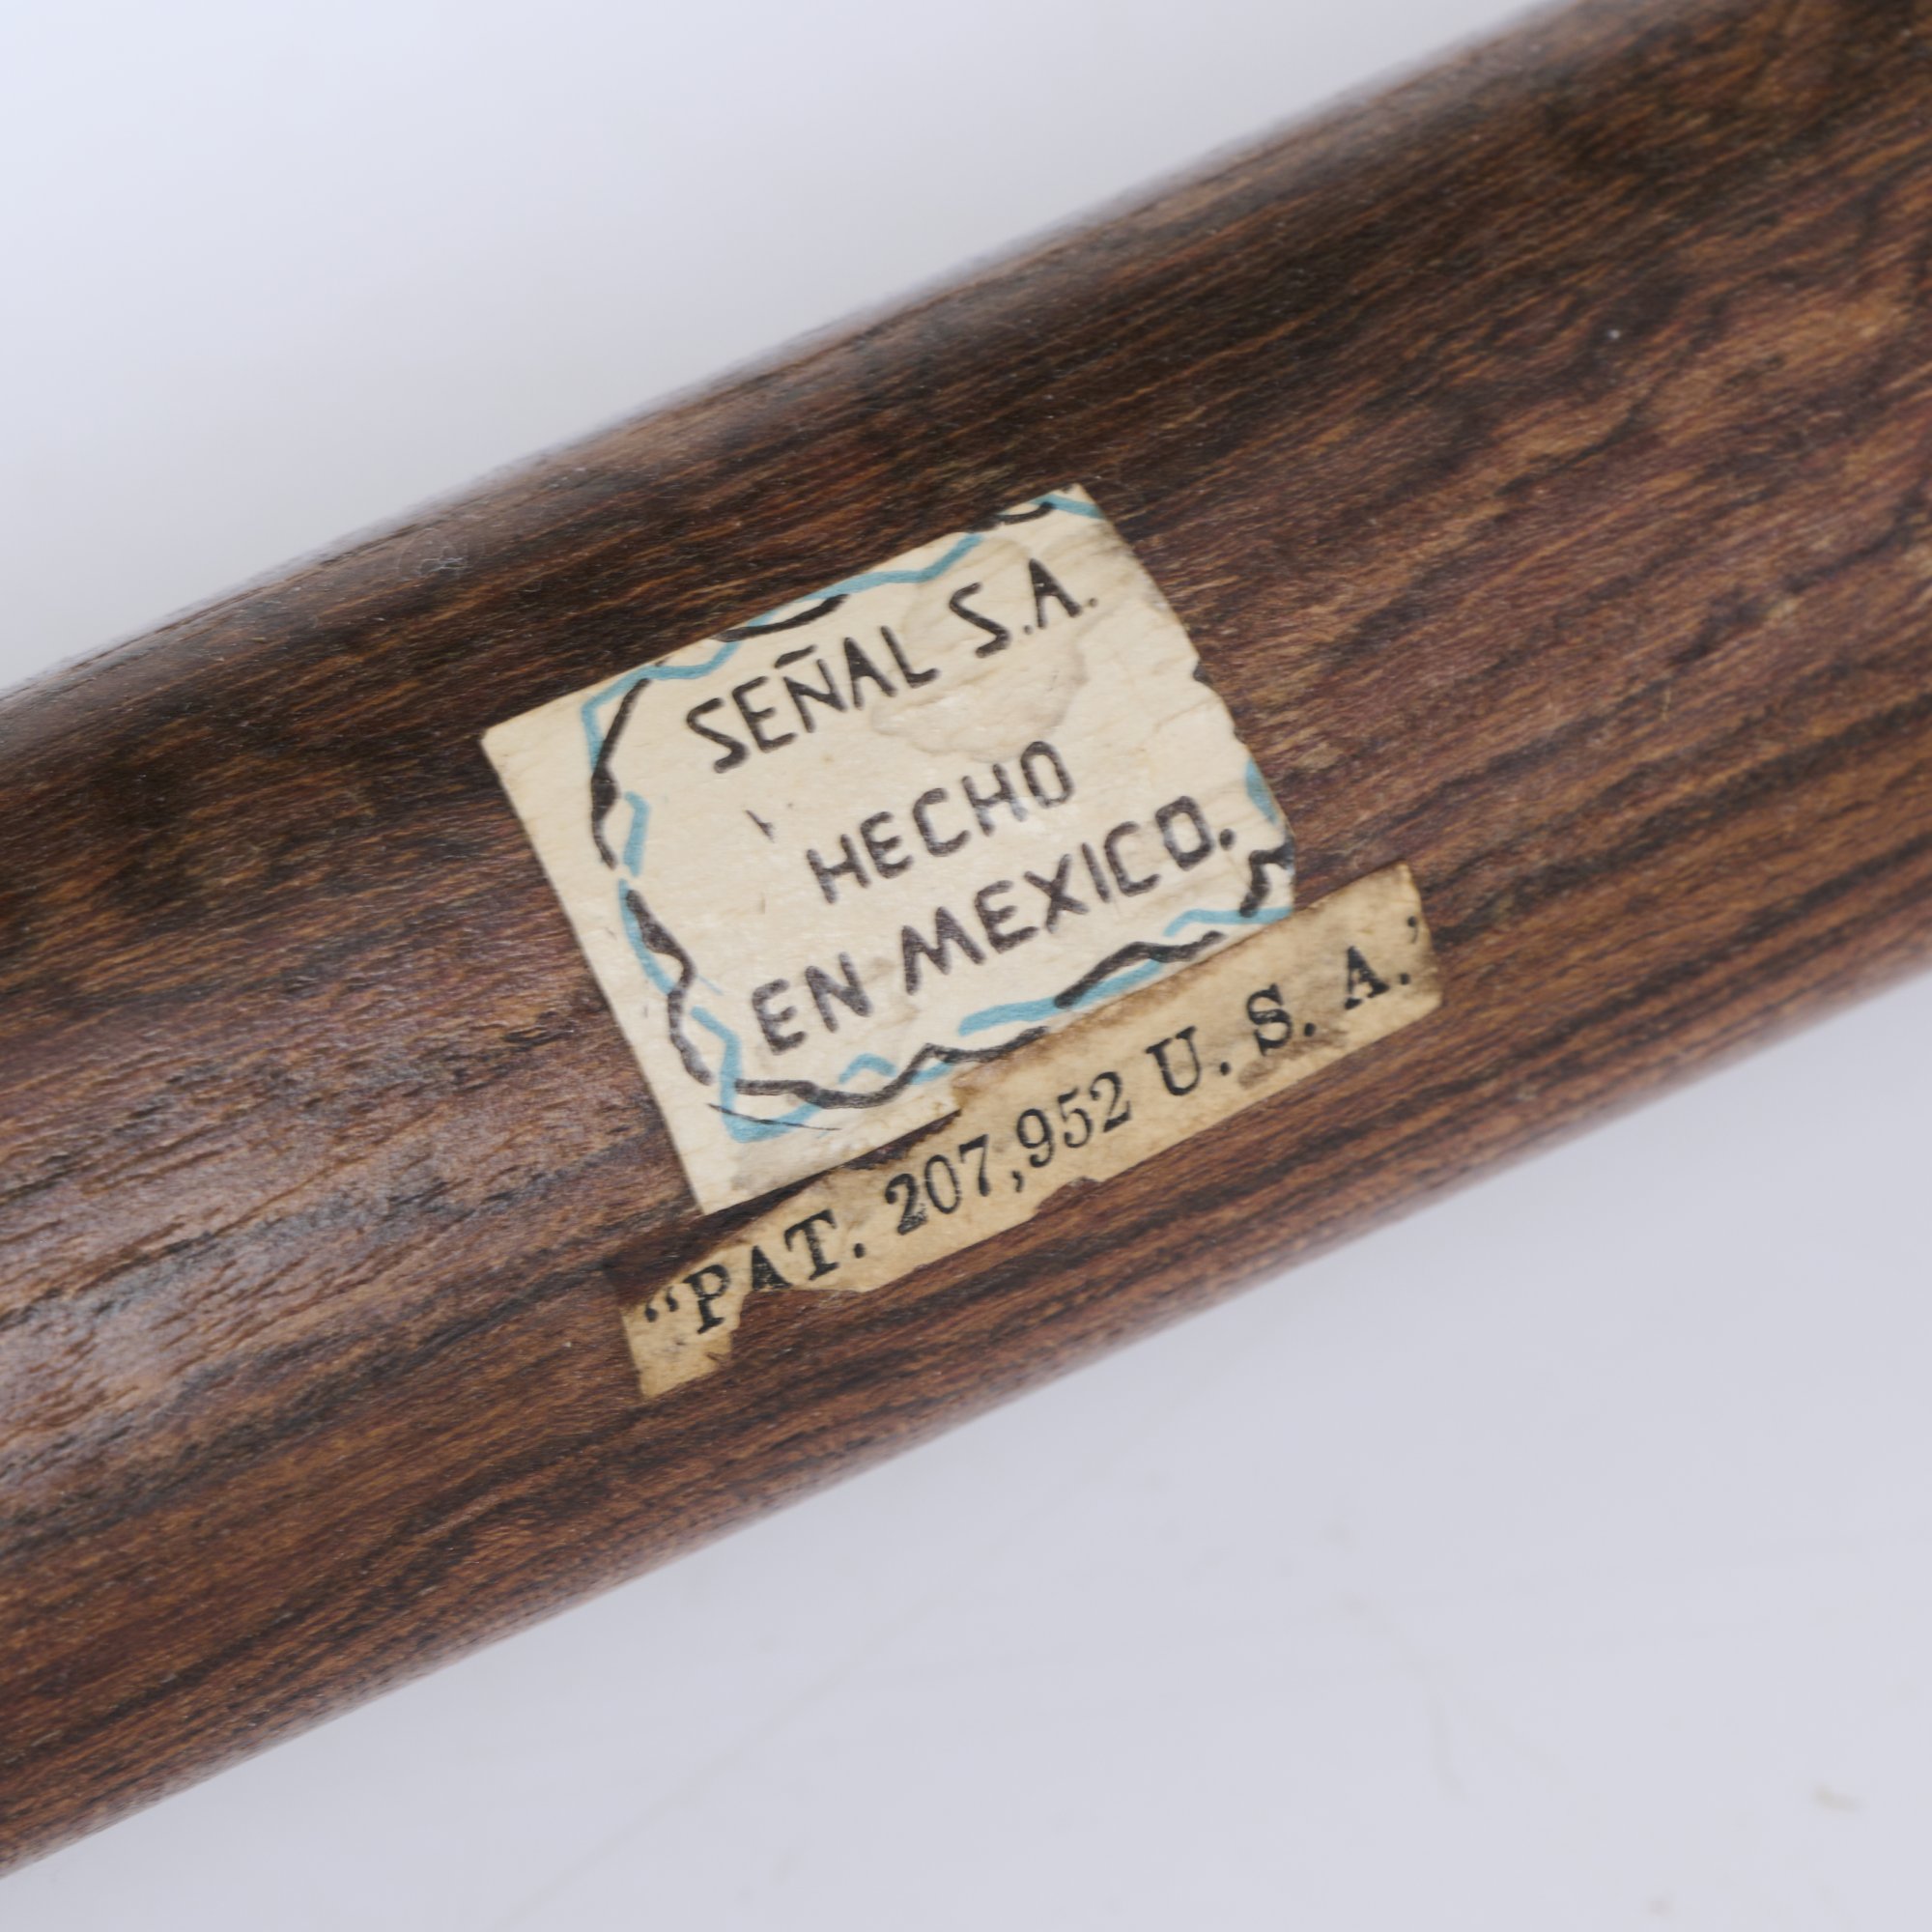 SEÑAL S.A.
HECHO
EN MEXICO.
“PAT. 207,952 U. S. A.’